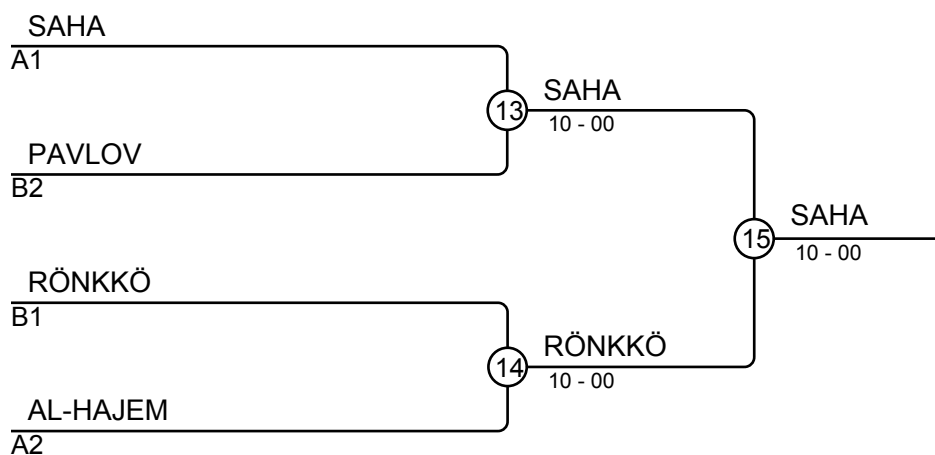 SAHA
A1
13
SAHA
10 - 00
PAVLOV
B2
15
SAHA
10 - 00
RÖNKKÖ
B1
14
RÖNKKÖ
10 - 00
AL-HAJEM
A2